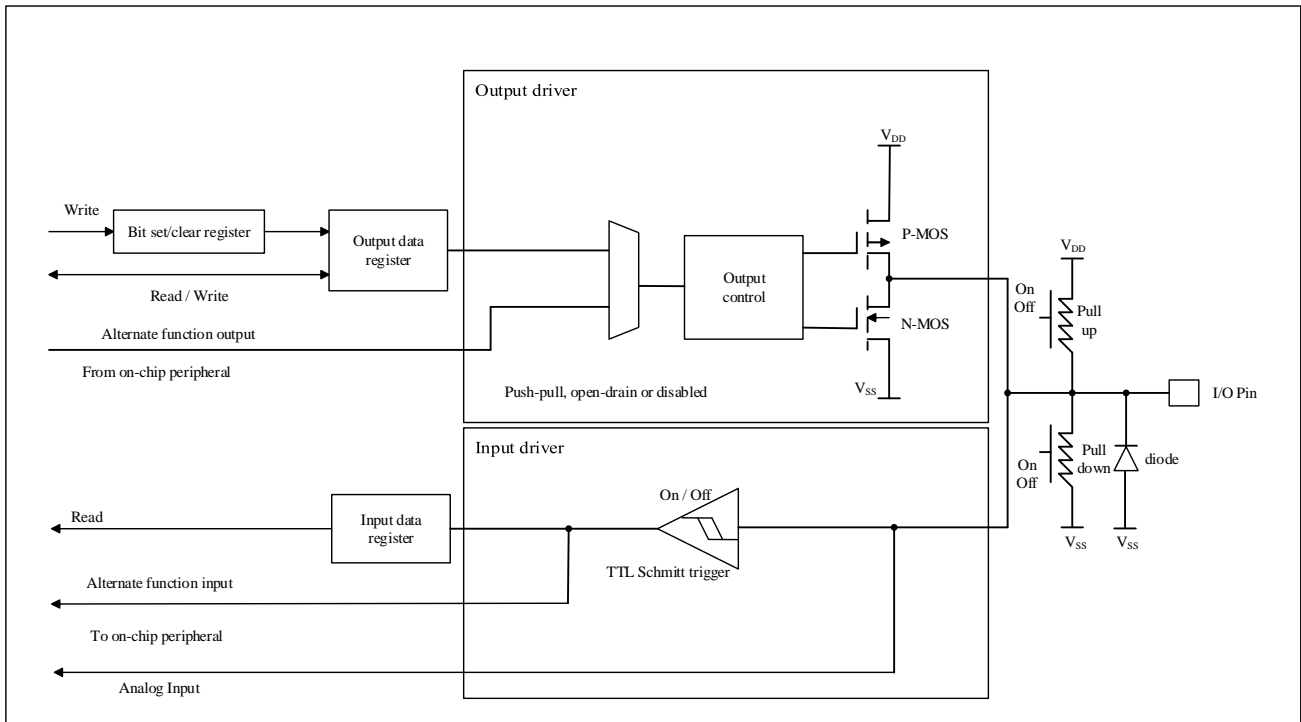 Output driver
V_DD
Write
Bit set/clear register
Output data
register
P-MOS
Read / Write
Output
control
V_DD
On
Off
Pull
up
N-MOS
Alternate function output
From on-chip peripheral
Push-pull, open-drain or disabled
V_SS
I/O Pin
Input driver
On
Off
Pull
down
diode
On / Off
Read
Input data
register
V_SS
V_SS
TTL Schmitt trigger
Alternate function input
To on-chip peripheral
Analog Input